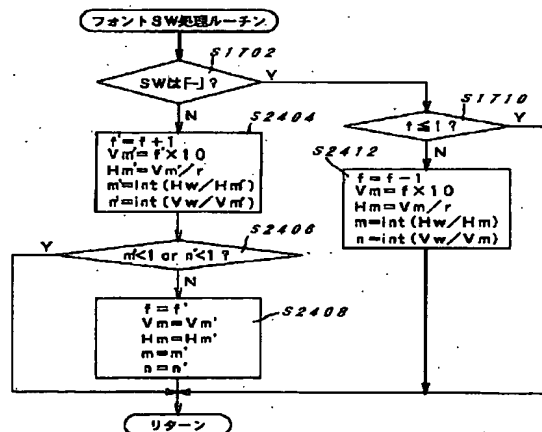 フォントSW処理ルーチン
S1702
SWは「−」?
Y
N
S2404
f'=f+1
Vm'=f'×10
Hm'=Vm'/r
m'=int(Hw/Hm')
n'=int(Vw/Vm')
S2406
Y
m'<1 or n'<1 ?
N
S2408
f=f'
Vm=Vm'
Hm=Hm'
m=m'
n=n'
S1710
f≦1 ?
Y
N
S2412
f=f−1
Vm=f×10
Hm=Vm/r
m=int(Hw/Hm)
n=int(Vw/Vm)
リターン